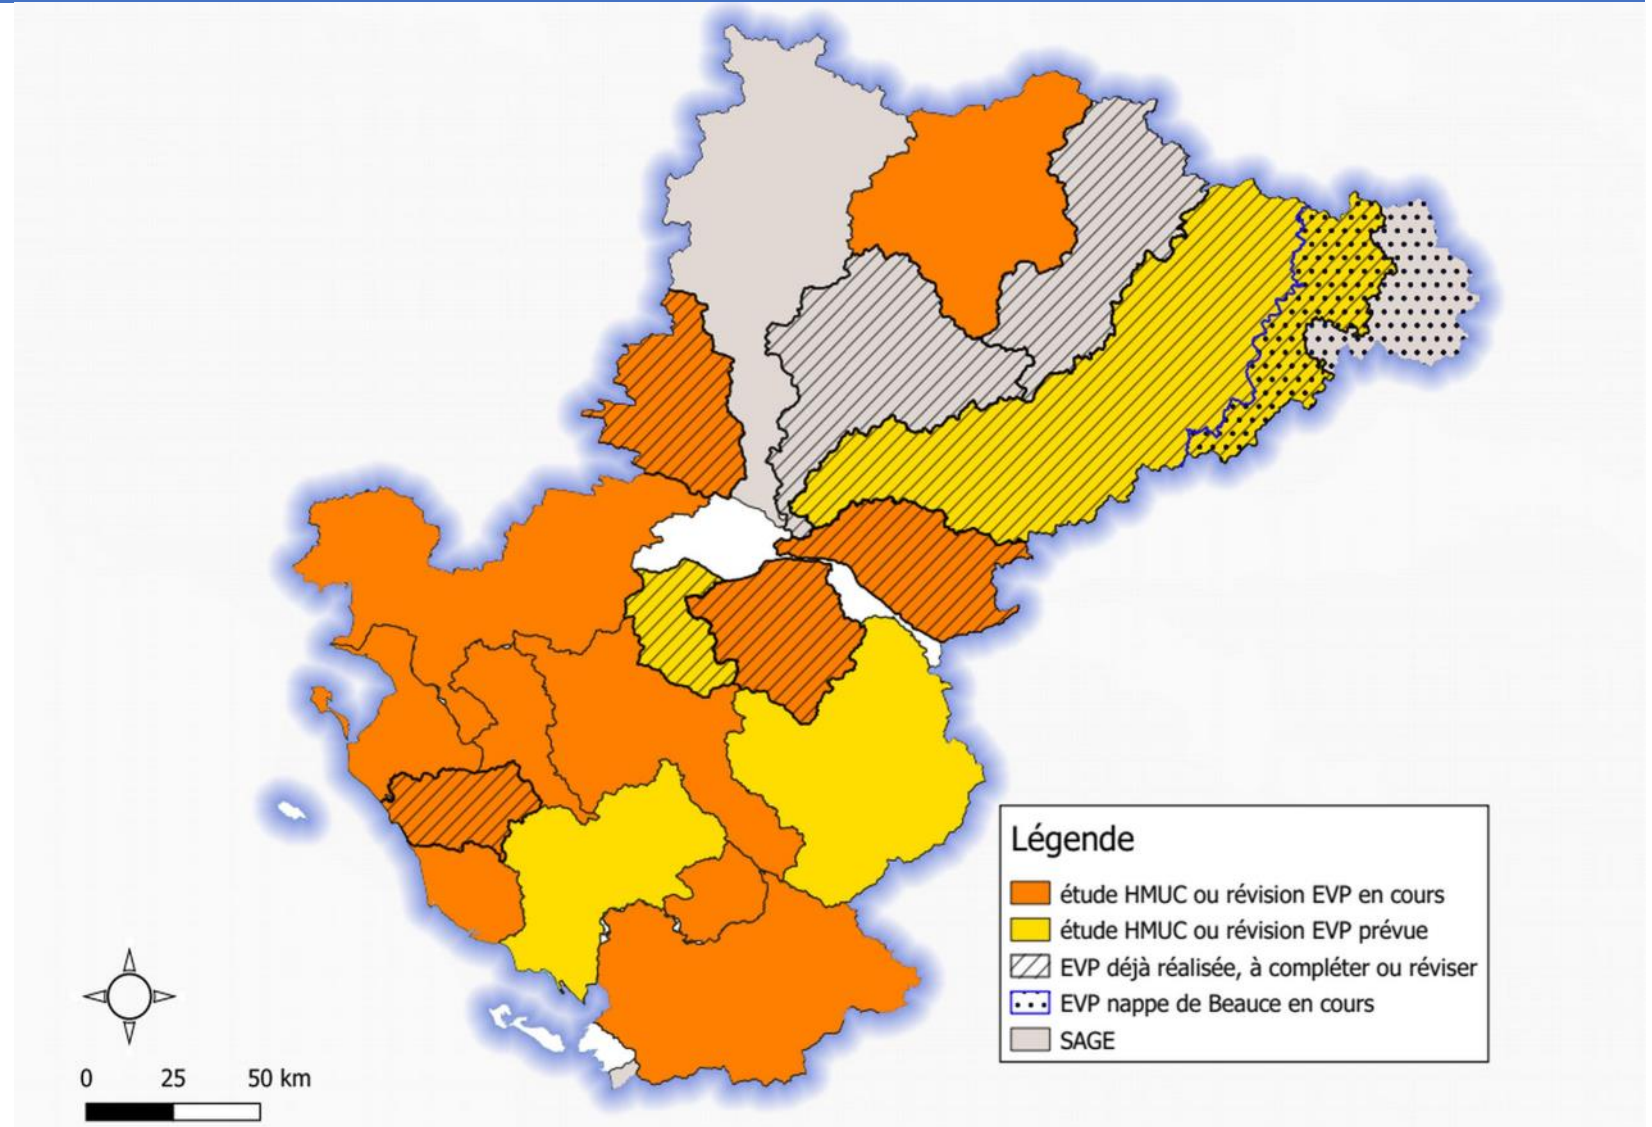 Légende
étude HMUC ou révision EVP en cours
étude HMUC ou révision EVP prévue
EVP déjà réalisée, à compléter ou réviser
EVP nappe de Beauce en cours
SAGE
0 25 50 km